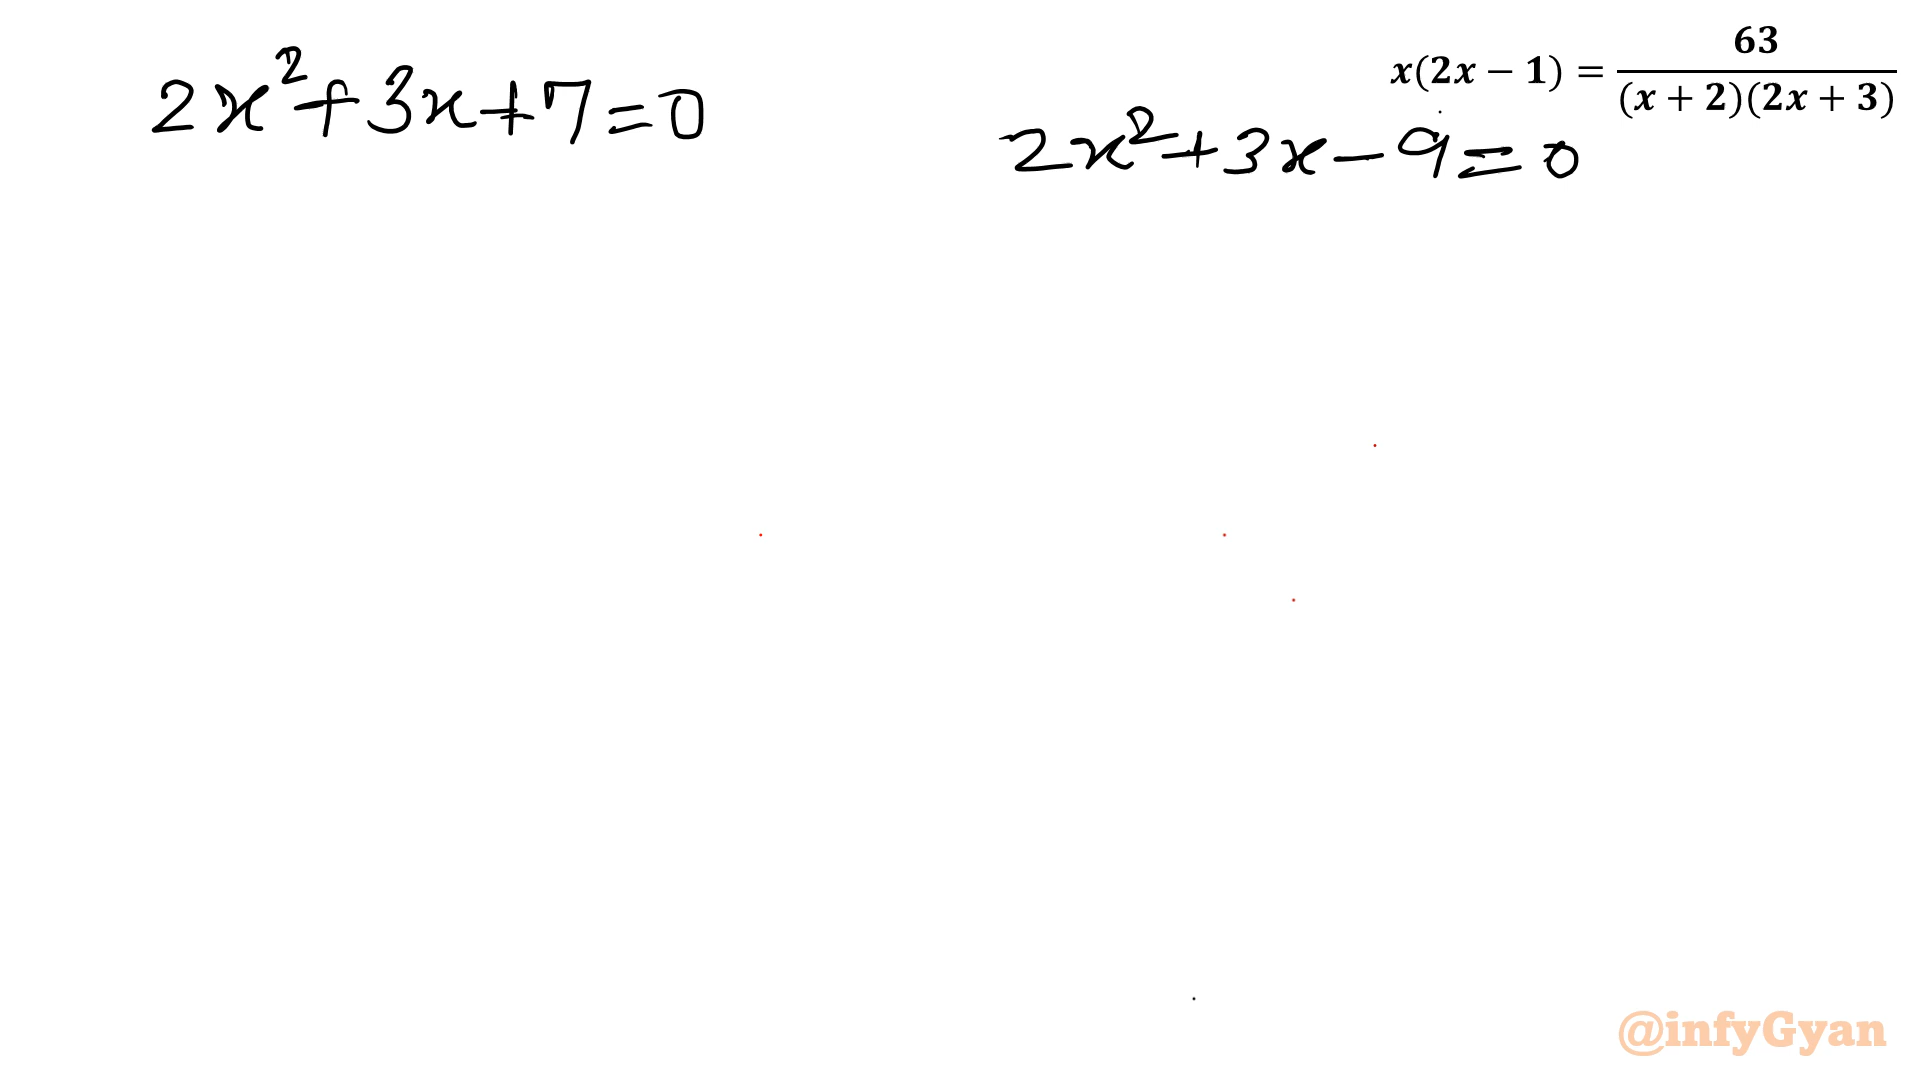 2x²+3x+7=0
x(2x − 1) = 63/((x + 2)(2x + 3))
2x²+3x-9=0
@infyGyan